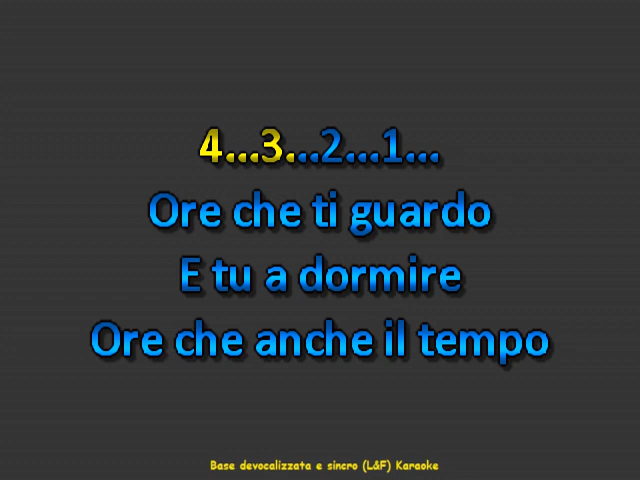 4...3...2...1...
Ore che ti guardo
E tu a dormire
Ore che anche il tempo
Base devocalizzata e sincro (L&F) Karaoke